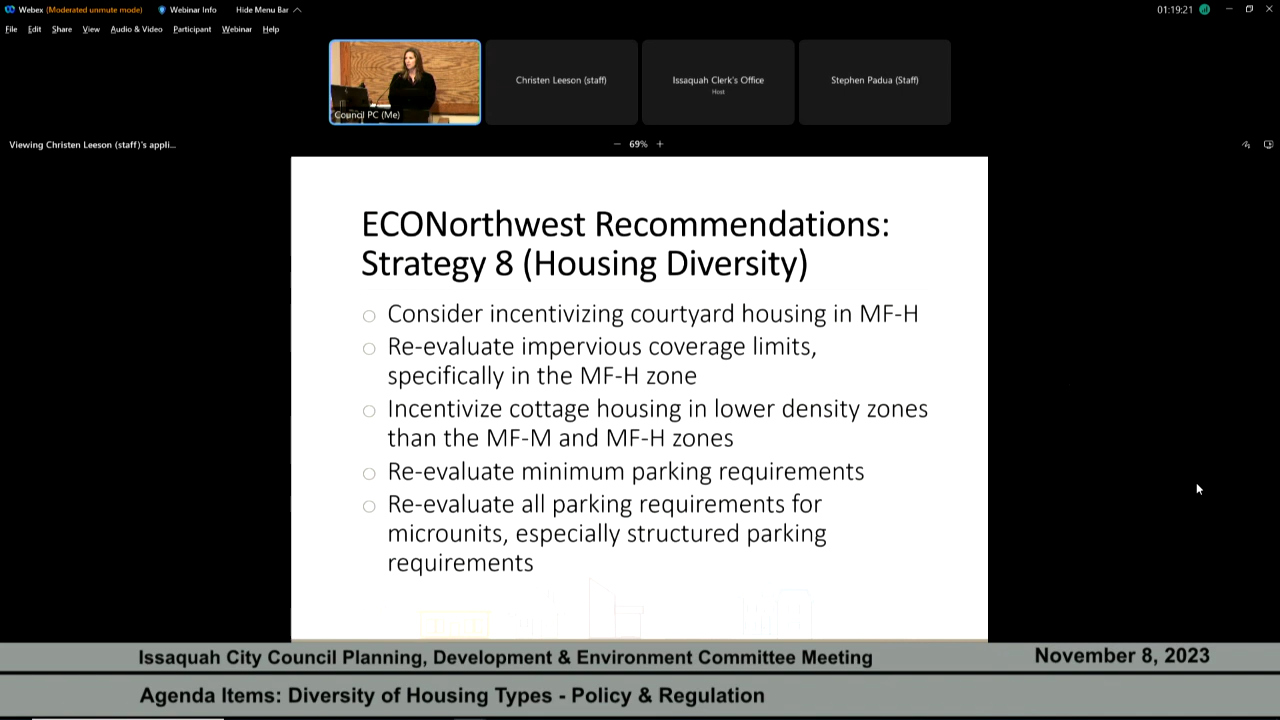 Webex (Moderated unmute mode) Webinar Info Hide Menu Bar 01:19:21
File Edit Share View Audio & Video Participant Webinar Help
Council PC (Me)
Christen Leeson (staff)
Issaquah Clerk's Office
Host
Stephen Padua (Staff)
Viewing Christen Leeson (staff)'s appli...
69%
ECONorthwest Recommendations:
Strategy 8 (Housing Diversity)
Consider incentivizing courtyard housing in MF-H
Re-evaluate impervious coverage limits,
specifically in the MF-H zone
Incentivize cottage housing in lower density zones
than the MF-M and MF-H zones
Re-evaluate minimum parking requirements
Re-evaluate all parking requirements for
microunits, especially structured parking
requirements
Issaquah City Council Planning, Development & Environment Committee Meeting November 8, 2023
Agenda Items: Diversity of Housing Types - Policy & Regulation